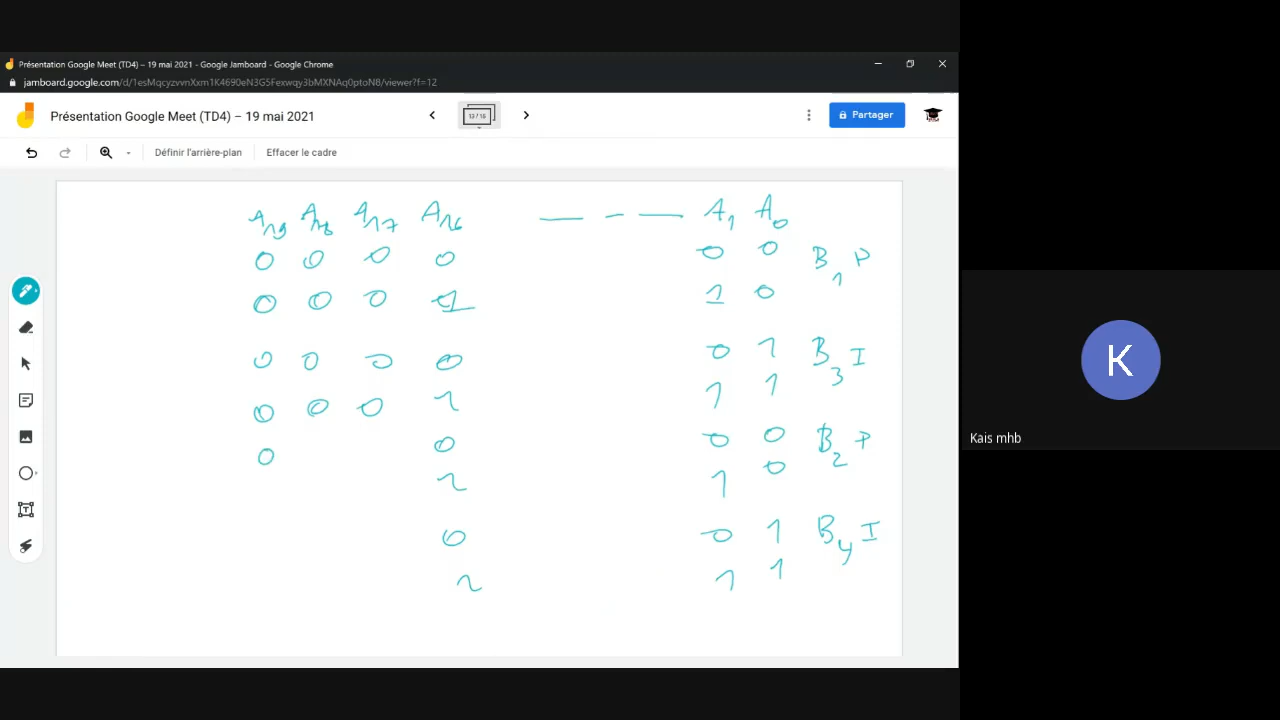 Présentation Google Meet (TD4) – 19 mai 2021 - Google Jamboard - Google Chrome
jamboard.google.com/d/1esMqcyzvvnXxm1K4690eN3G5Fexwqy3bMXNAq0ptoN8/viewer?f=12
Présentation Google Meet (TD4) – 19 mai 2021
13 / 15
Partager
Définir l'arrière-plan
Effacer le cadre
A19 A18 A17 A16 — - — A1 A0
0 0 0 0 0 0 B1 P
0 0 0 1 1 0
0 0 0 0 0 1 B3 I
0 0 0 1 1 1
0 0 0 0 B2 P
1 1 0
0 0 1 B4 I
1 1 1
K
Kais mhb